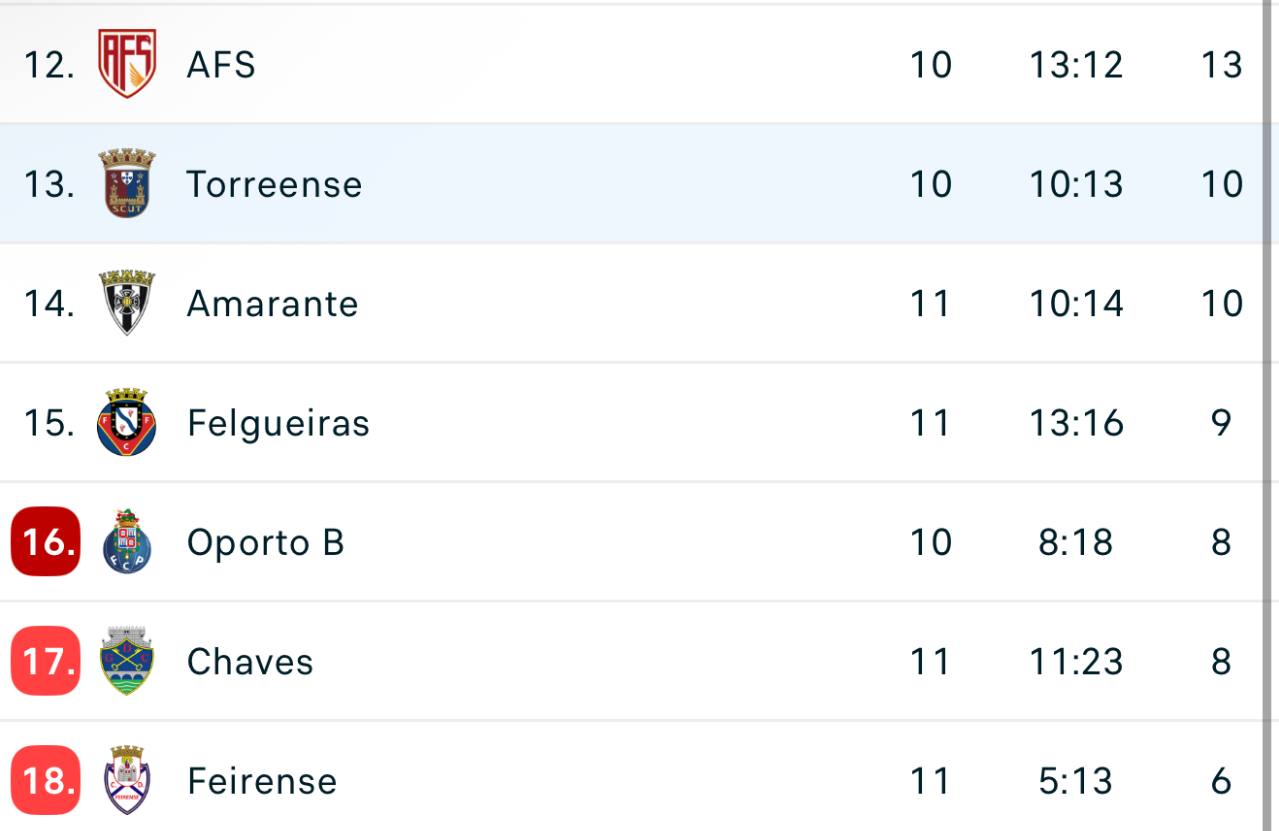 12. AFS 10 13:12 13
13. Torreense 10 10:13 10
14. Amarante 11 10:14 10
15. Felgueiras 11 13:16 9
16. Oporto B 10 8:18 8
17. Chaves 11 11:23 8
18. Feirense 11 5:13 6